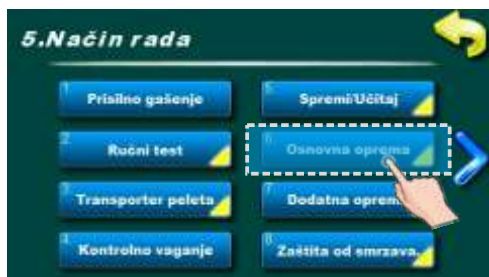 5.Način rada
1 Prisilno gašenje
2 Ručni test
3 Transporter peleta
4 Kontrolno vaganje
5 Spremi/Učitaj
6 Osnovna oprema
7 Dodatna oprema
8 Zaštita od smrzava.